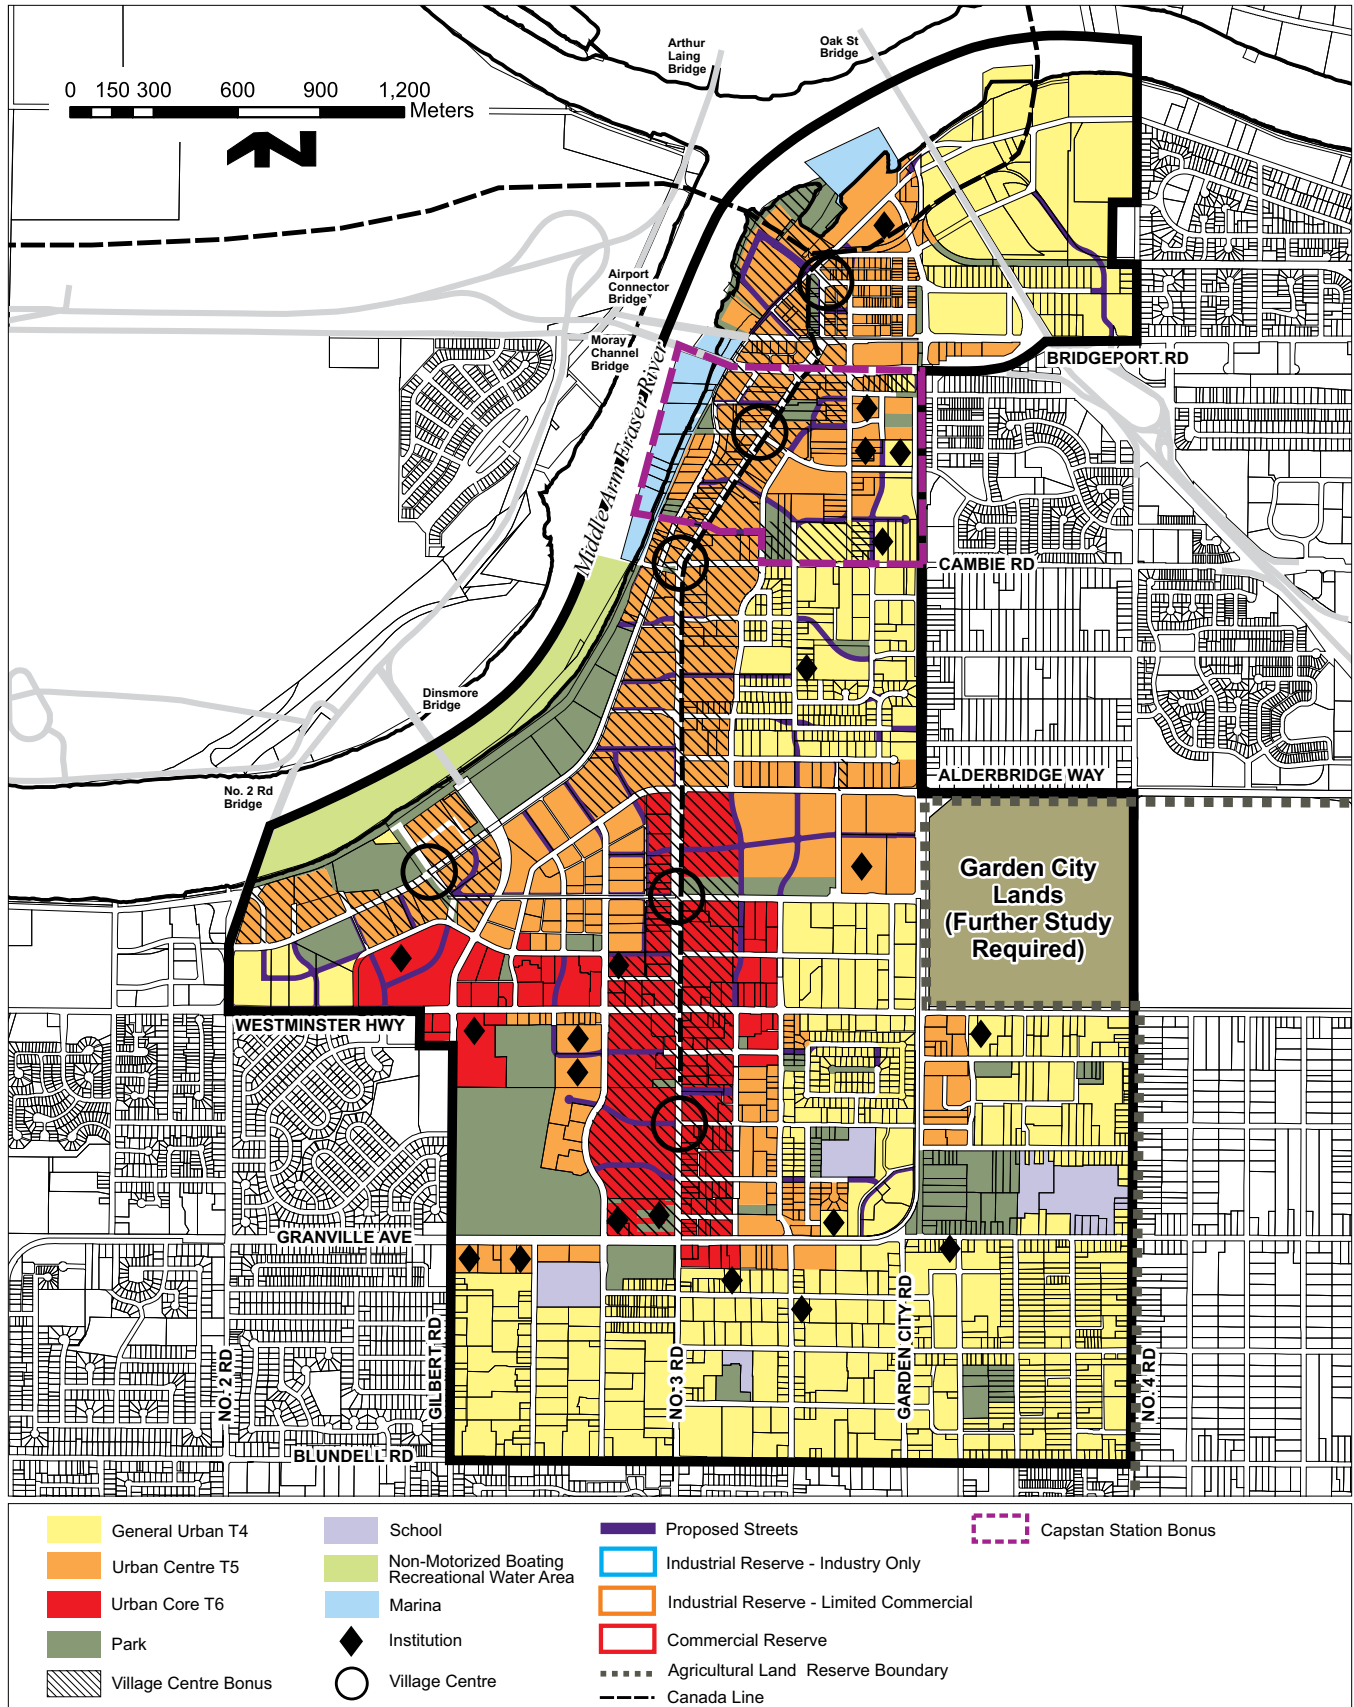 Arthur
Laing
Bridge
Oak St
Bridge
0 150 300 600 900 1,200
Meters
N
Airport
Connector
Bridge
Moray
Channel
Bridge
Middle Arm Fraser River
BRIDGEPORT RD
CAMBIE RD
Dinsmore
Bridge
No. 2 Rd
Bridge
ALDERBRIDGE WAY
Garden City
Lands
(Further Study
Required)
WESTMINSTER HWY
GRANVILLE AVE
NO. 2 RD
GILBERT RD
NO. 3 RD
GARDEN CITY RD
NO. 4 RD
BLUNDELL RD
General Urban T4
Urban Centre T5
Urban Core T6
Park
Village Centre Bonus
School
Non-Motorized Boating
Recreational Water Area
Marina
Institution
Village Centre
Proposed Streets
Industrial Reserve - Industry Only
Industrial Reserve - Limited Commercial
Commercial Reserve
Agricultural Land Reserve Boundary
Canada Line
Capstan Station Bonus